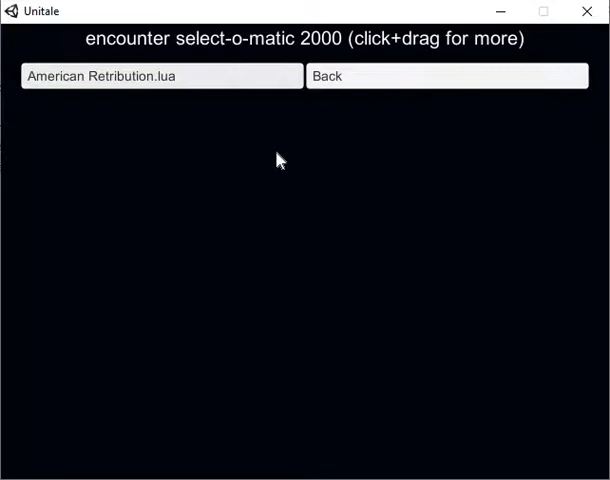 Unitale
encounter select-o-matic 2000 (click+drag for more)
American Retribution.lua
Back